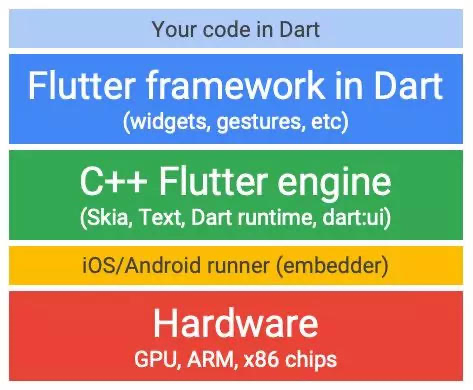 Your code in Dart
Flutter framework in Dart
(widgets, gestures, etc)
C++ Flutter engine
(Skia, Text, Dart runtime, dart:ui)
iOS/Android runner (embedder)
Hardware
GPU, ARM, x86 chips